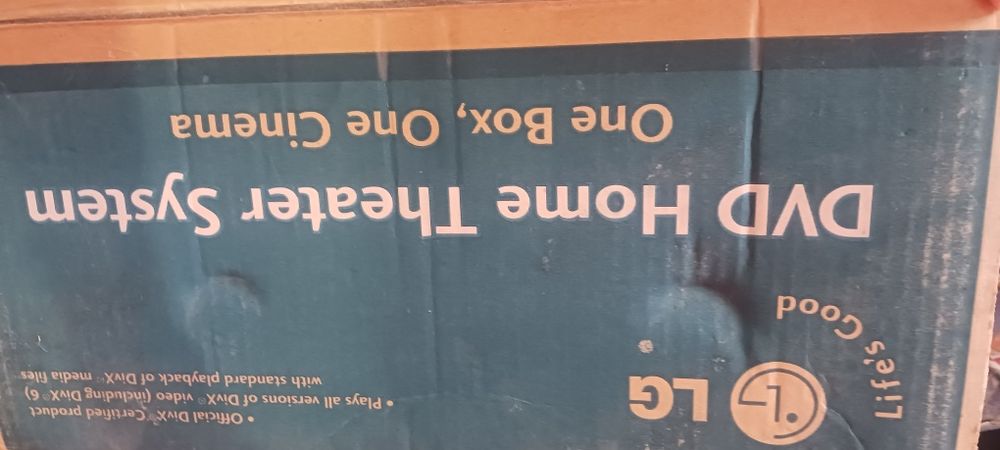 Life's Good
LG
• Official DivX® Certified product
• Plays all versions of DivX® video (including DivX® 6)
with standard playback of DivX® media files
DVD Home Theater System
One Box, One Cinema